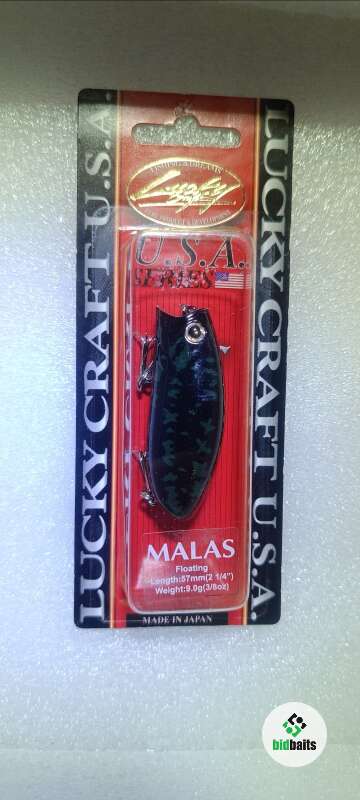 Lucky
U.S.A.
SERIES
LUCKY CRAFT U.S.A.
LUCKY CRAFT U.S.A.
MALAS
Floating
Length:57mm(2 1/4")
Weight:9.0g(3/8oz)
MADE IN JAPAN
bidbaits